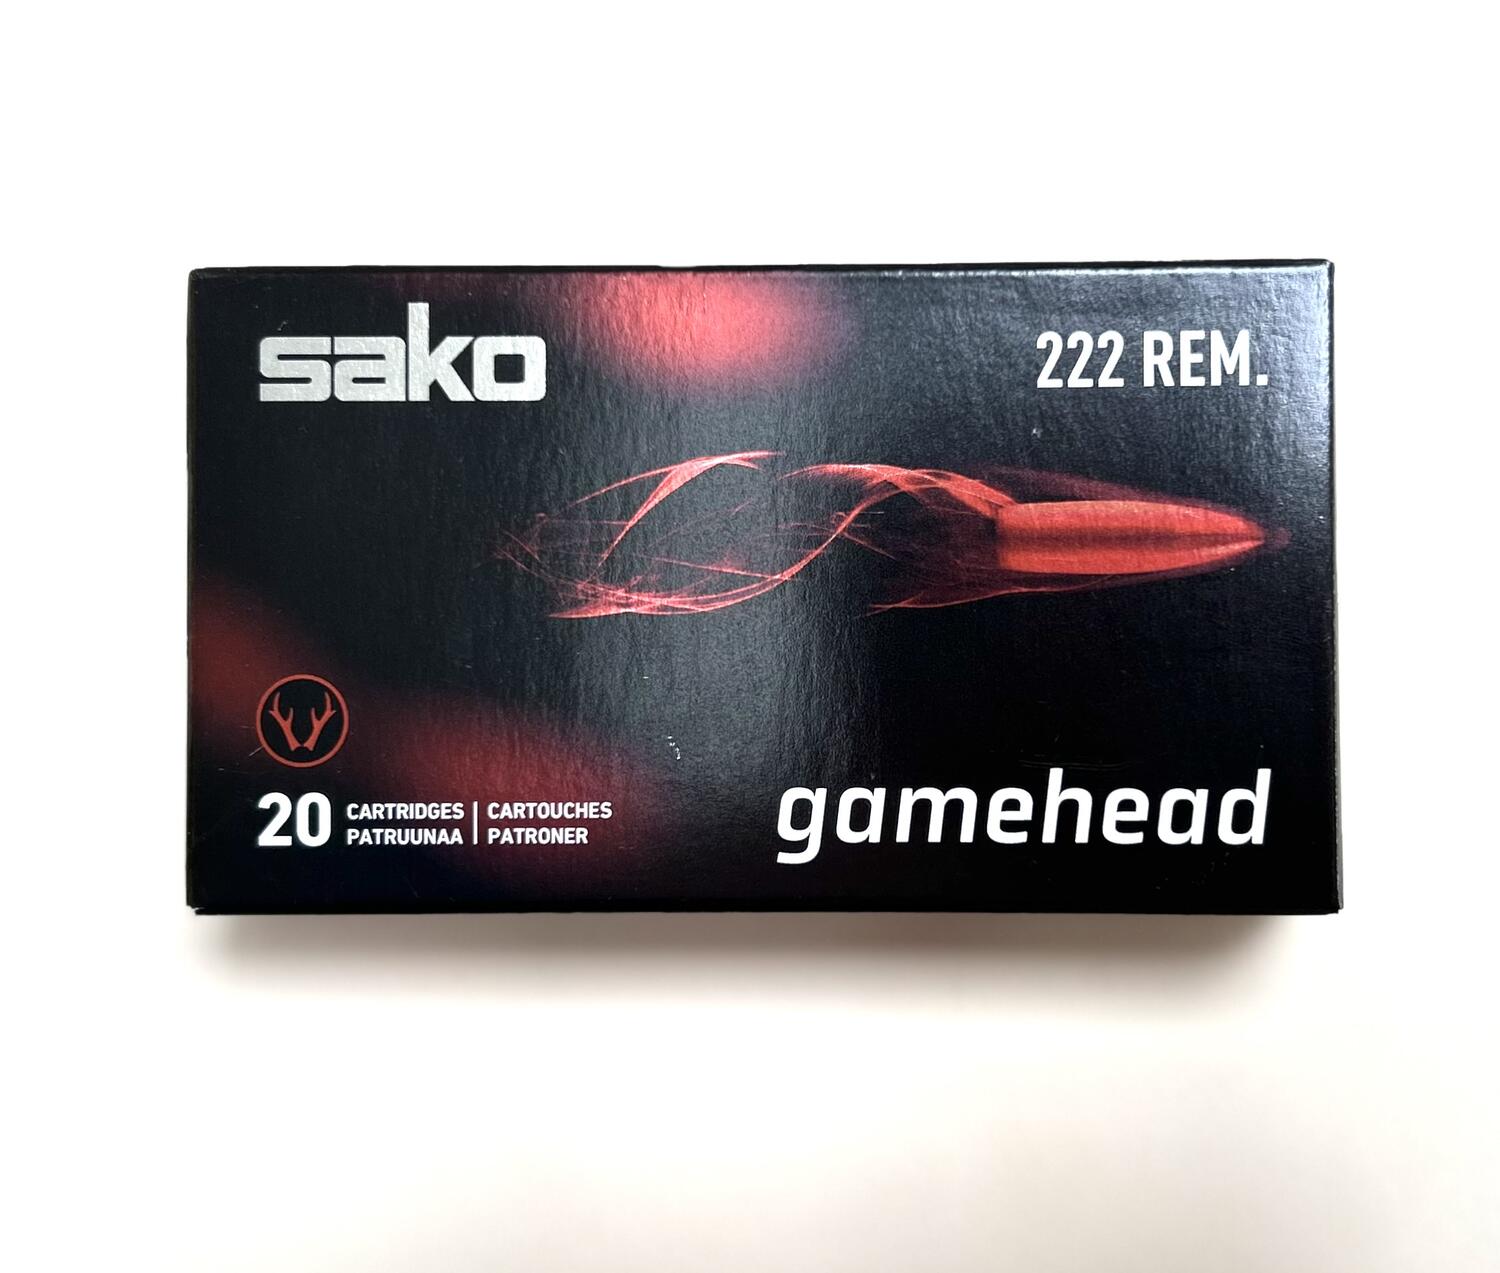 sako
222 REM.
20 CARTRIDGES | CARTOUCHES
PATRUUNAA | PATRONER
gamehead